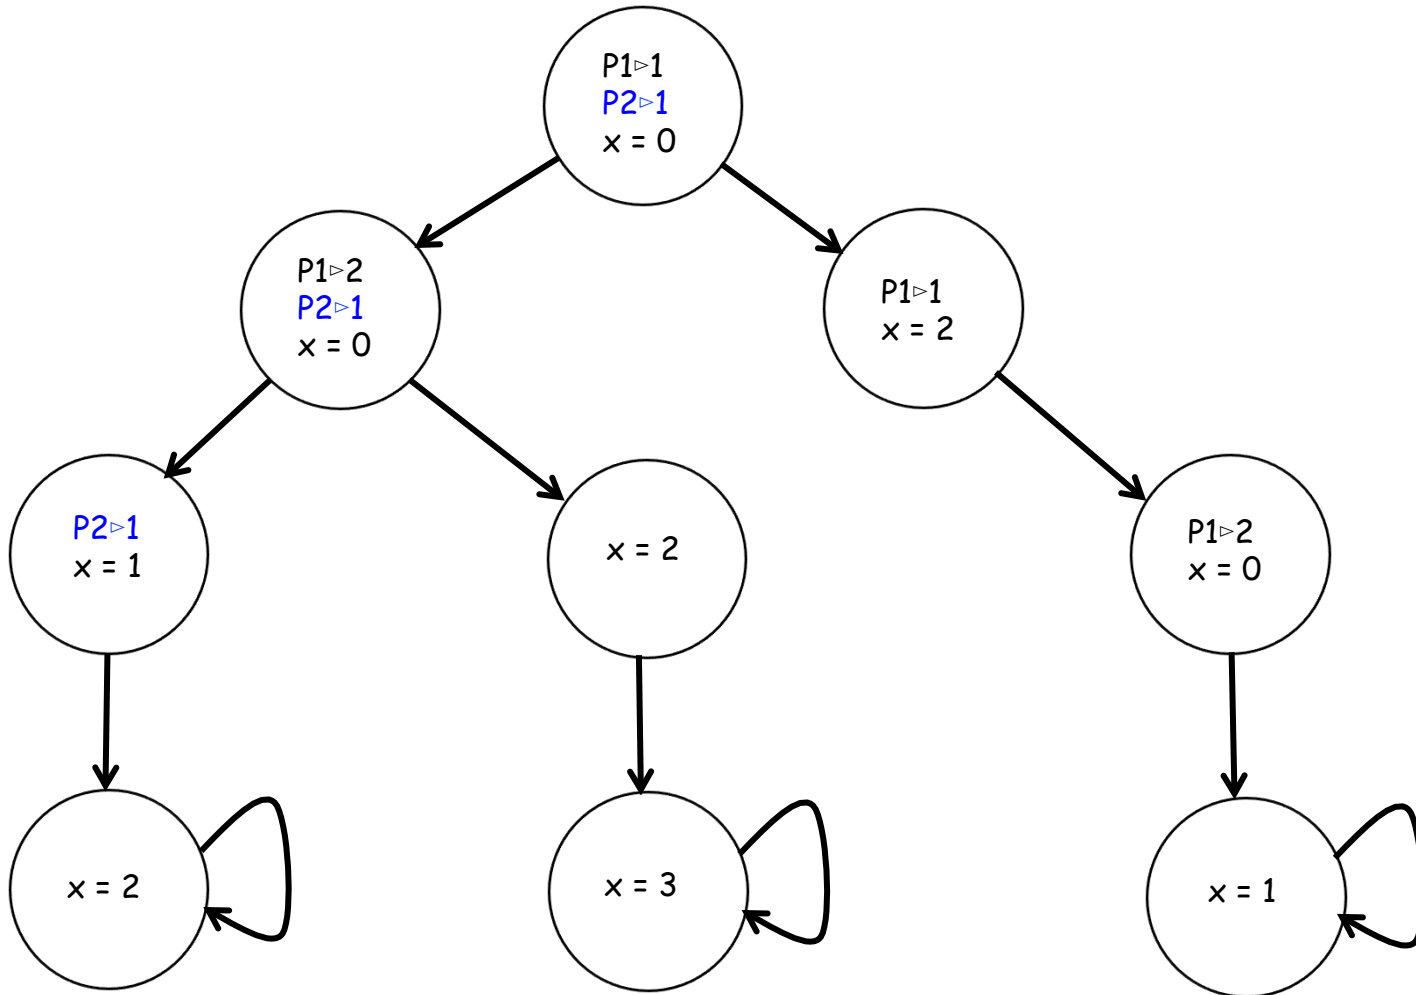 P1▻1
P2▻1
x = 0
P1▻2
P2▻1
x = 0
P1▻1
x = 2
P2▻1
x = 1
x = 2
P1▻2
x = 0
x = 2
x = 3
x = 1